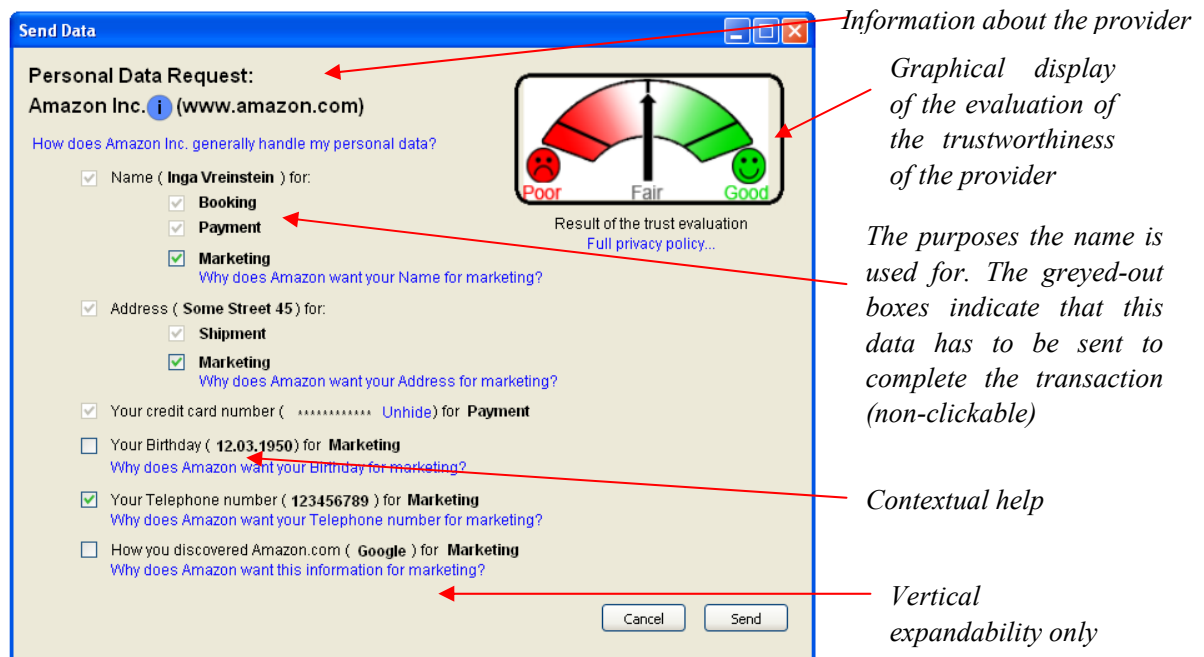 Send Data
Personal Data Request:
Amazon Inc. i (www.amazon.com)
How does Amazon Inc. generally handle my personal data?
Poor Fair Good
Result of the trust evaluation
Full privacy policy...
Name ( Inga Vreinstein ) for:
Booking
Payment
Marketing
Why does Amazon want your Name for marketing?
Address ( Some Street 45 ) for:
Shipment
Marketing
Why does Amazon want your Address for marketing?
Your credit card number ( ************ Unhide) for Payment
Your Birthday ( 12.03.1950) for Marketing
Why does Amazon want your Birthday for marketing?
Your Telephone number ( 123456789 ) for Marketing
Why does Amazon want your Telephone number for marketing?
How you discovered Amazon.com ( Google ) for Marketing
Why does Amazon want this information for marketing?
Cancel Send
Information about the provider
Graphical display
of the evaluation of
the trustworthiness
of the provider
The purposes the name is
used for. The greyed-out
boxes indicate that this
data has to be sent to
complete the transaction
(non-clickable)
Contextual help
Vertical
expandability only